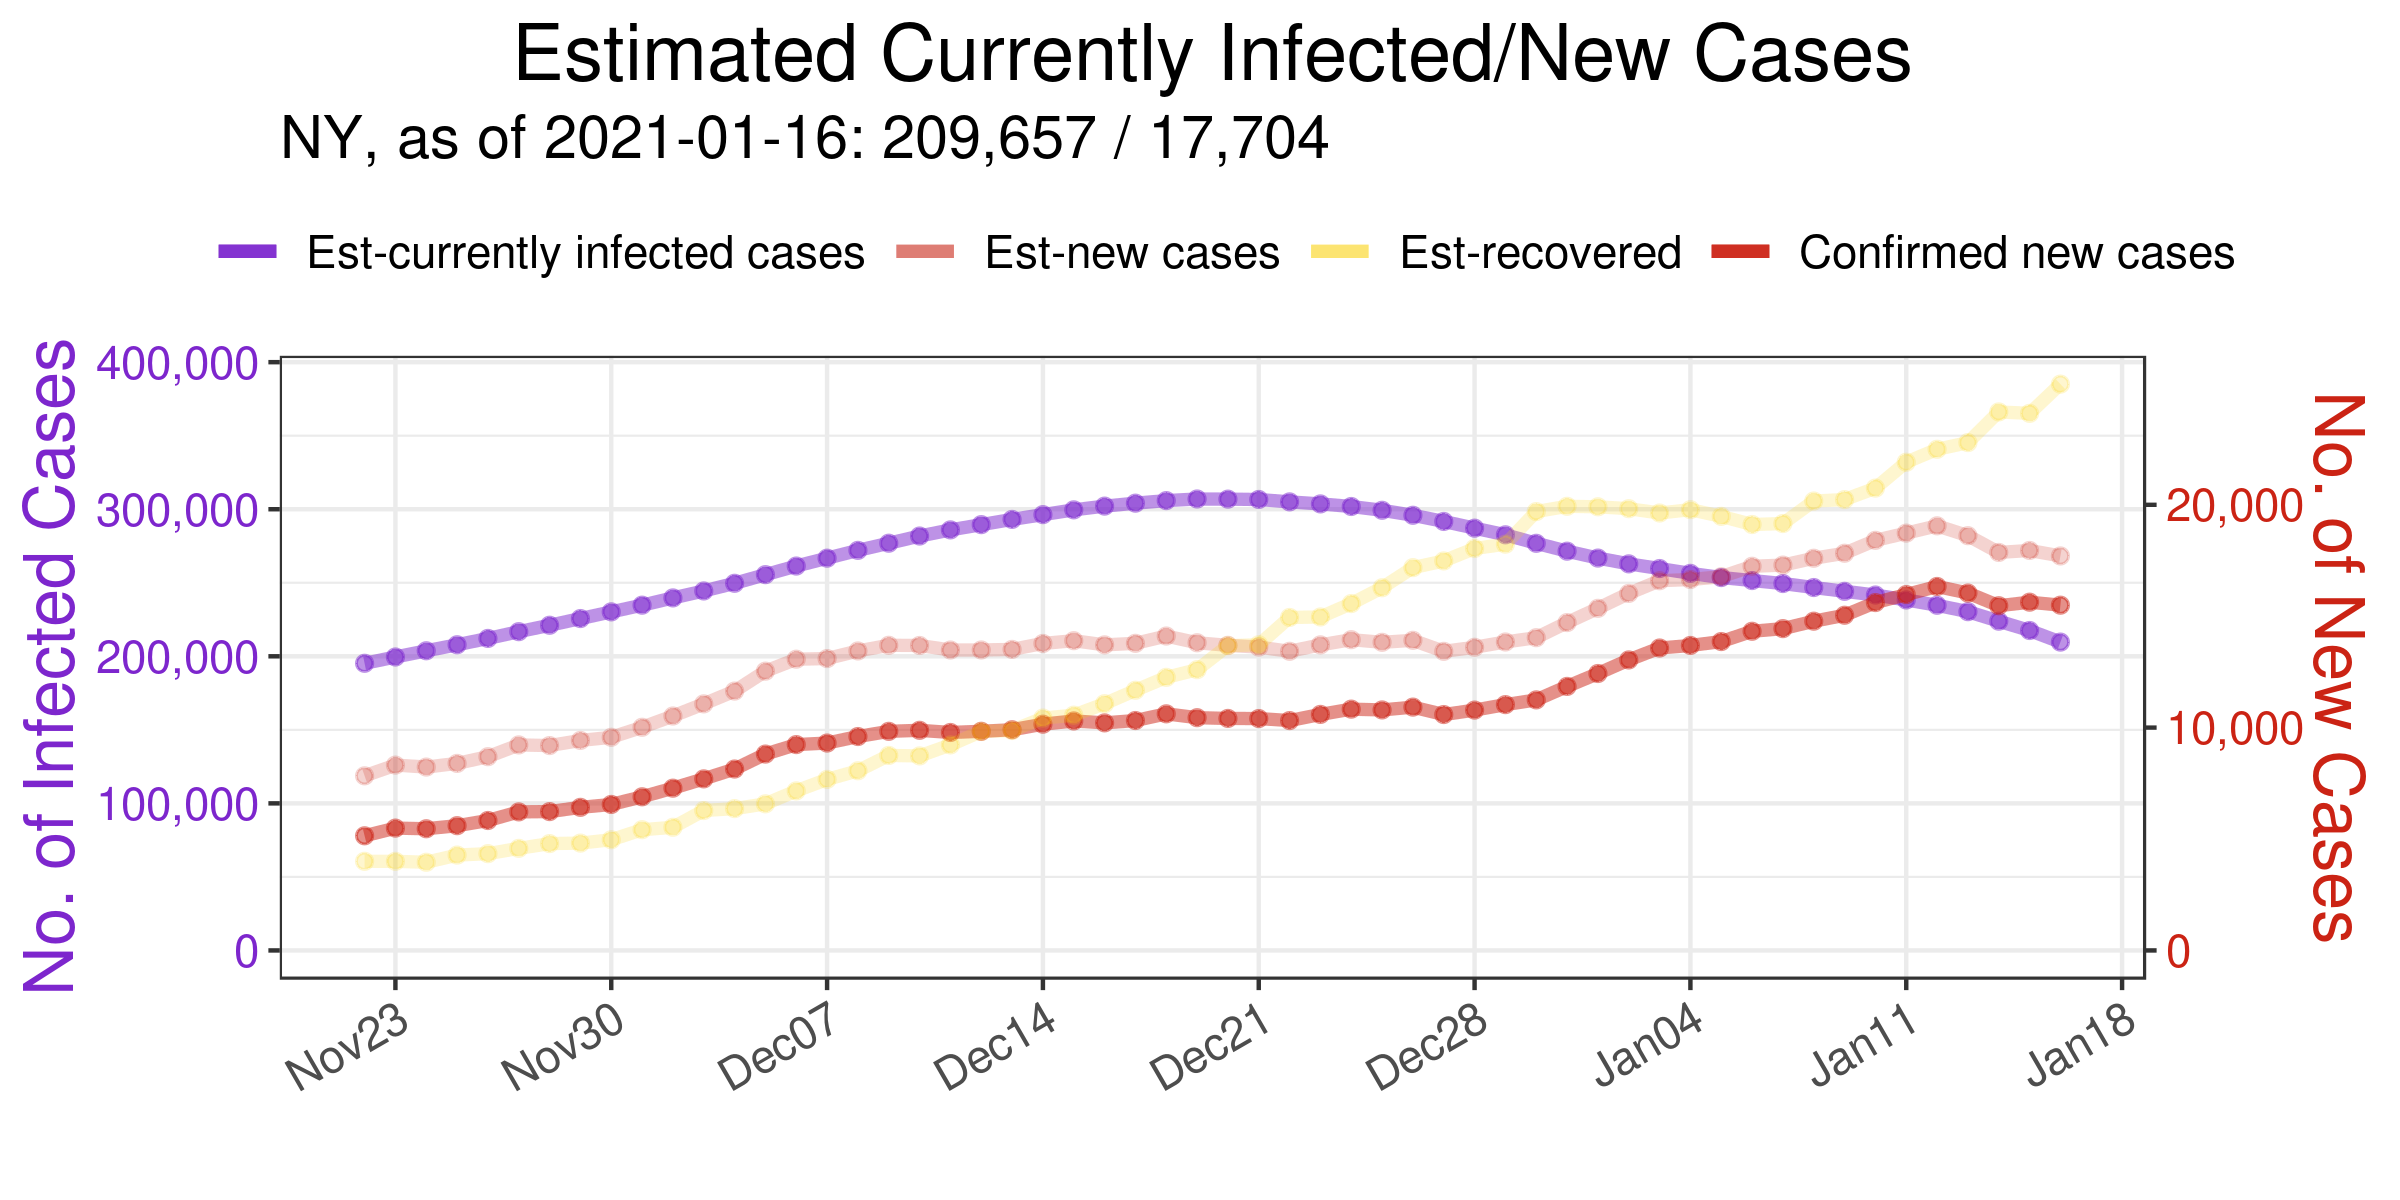 Estimated Currently Infected/New Cases
NY, as of 2021-01-16: 209,657 / 17,704
Est-currently infected cases Est-new cases Est-recovered Confirmed new cases
No. of Infected Cases
400,000
300,000
200,000
100,000
0
No. of New Cases
20,000
10,000
0
Nov23 Nov30 Dec07 Dec14 Dec21 Dec28 Jan04 Jan11 Jan18